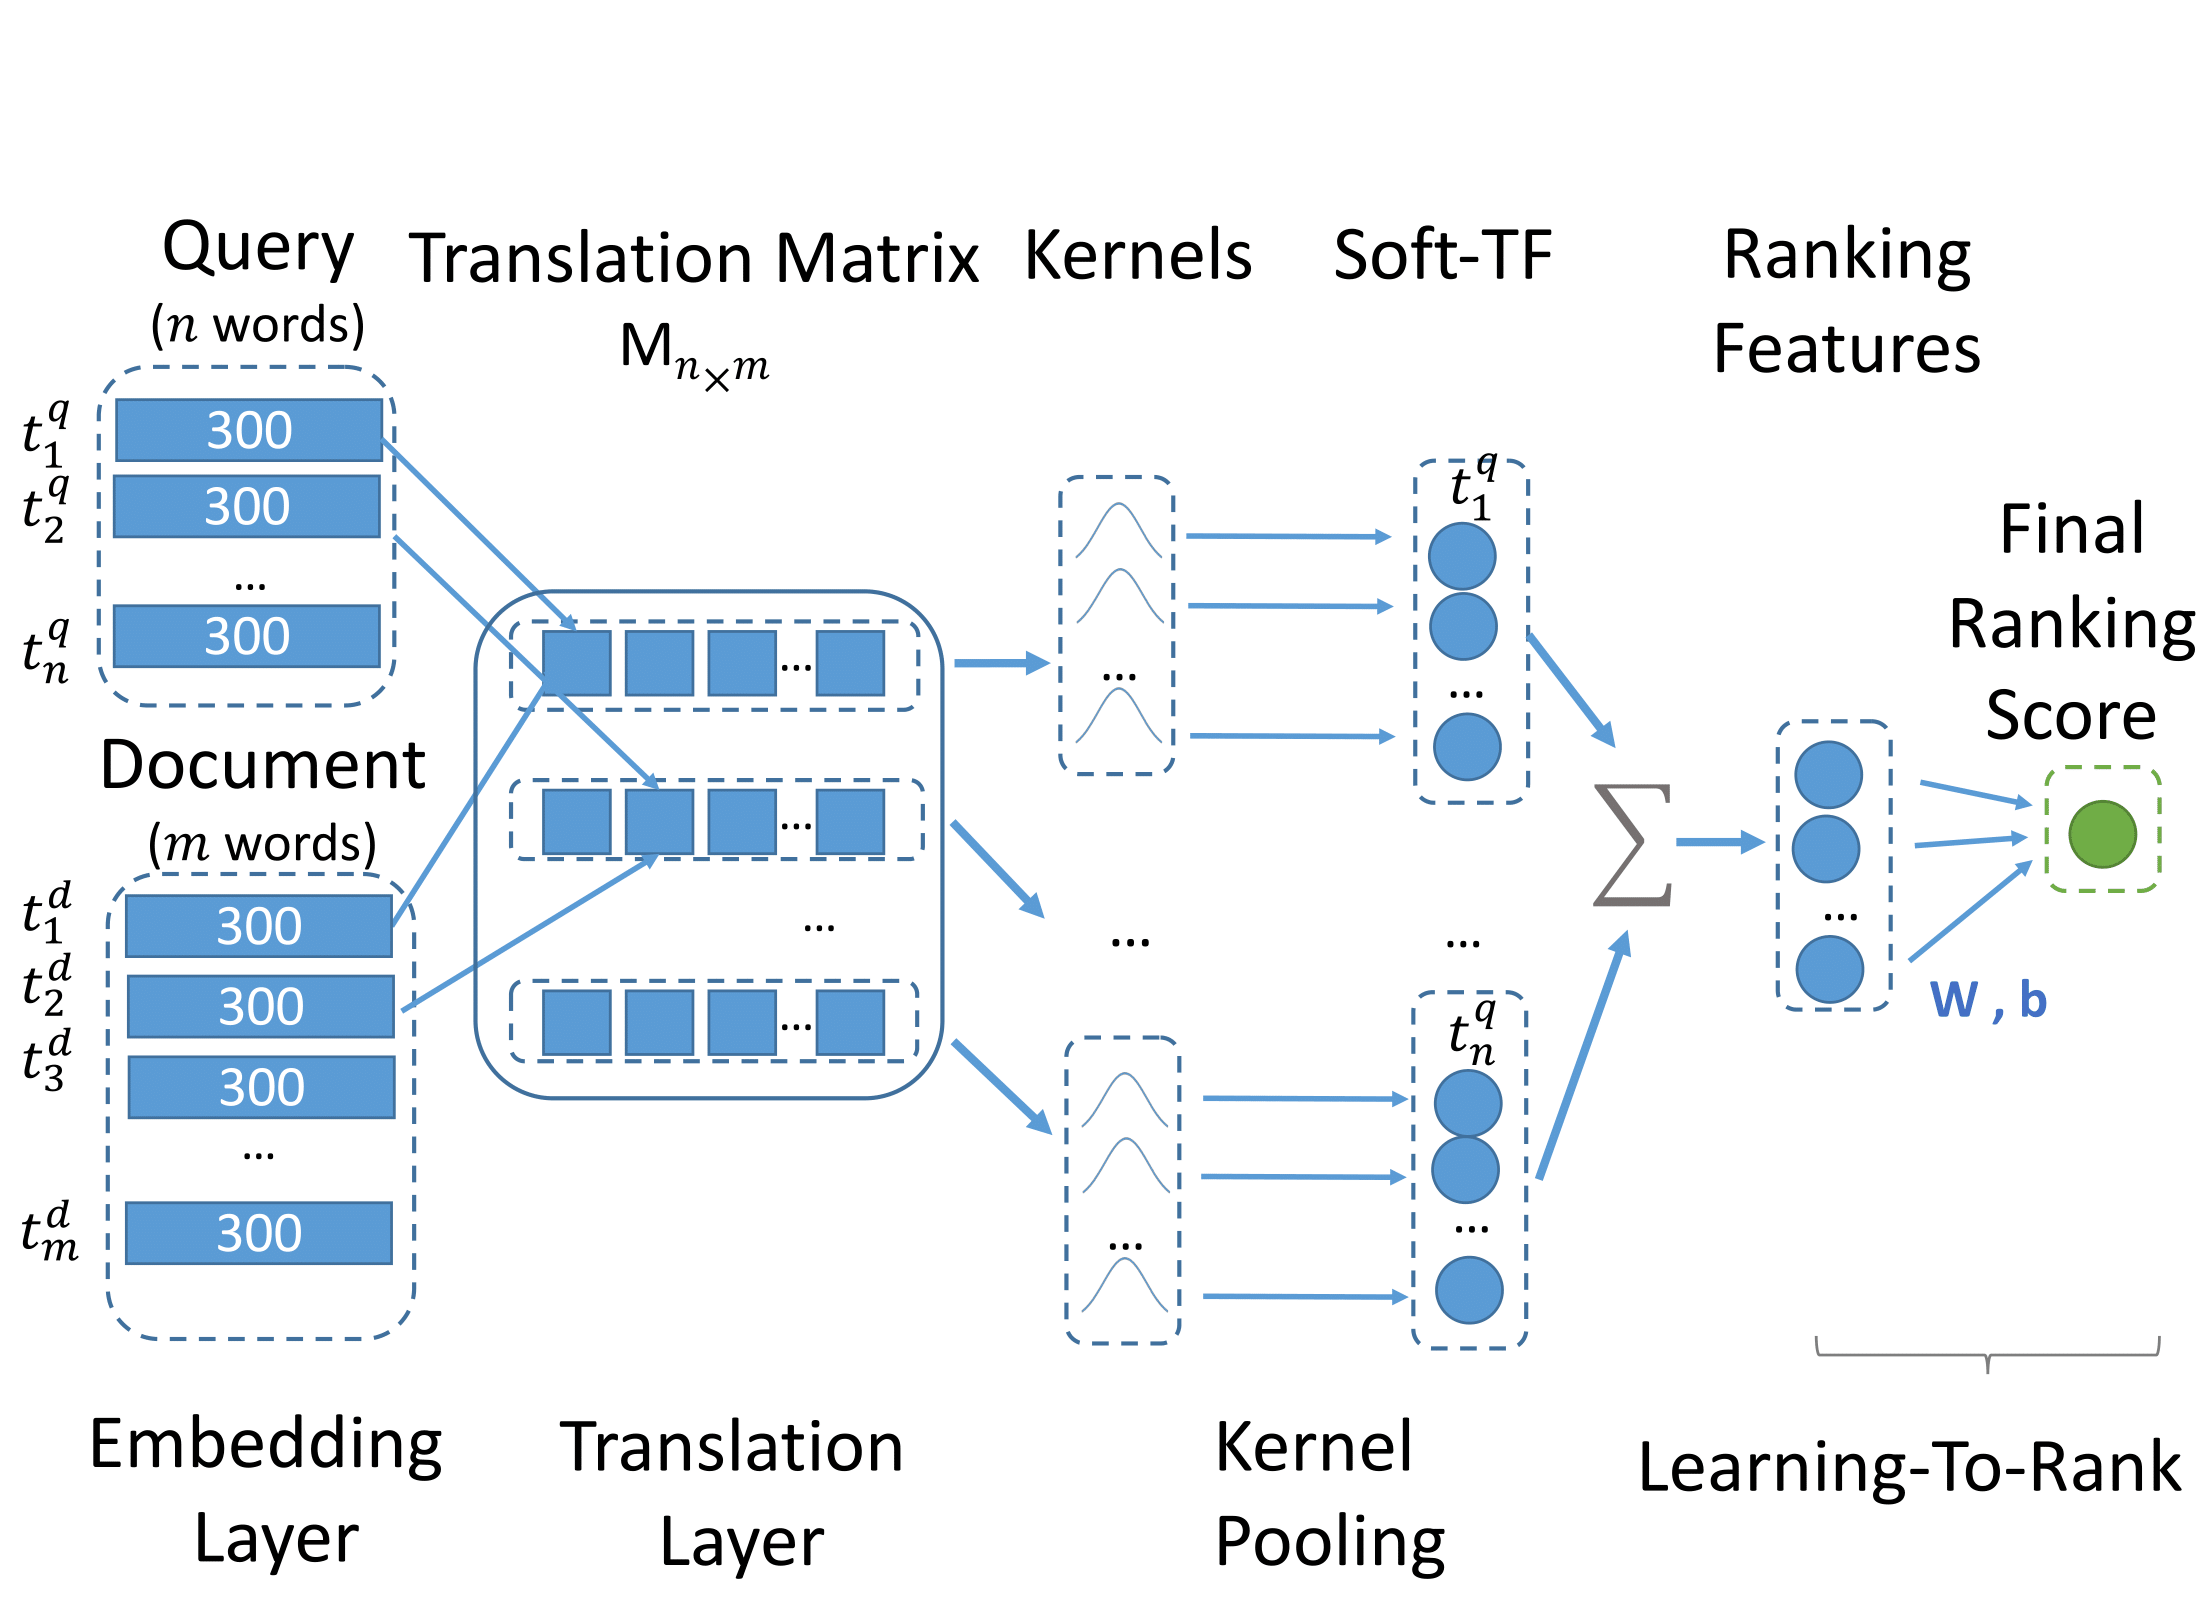 Query
(n words)
t_1^q 300
t_2^q 300
...
t_n^q 300
Document
(m words)
t_1^d 300
t_2^d 300
t_3^d 300
...
t_m^d 300
Embedding
Layer
Translation Matrix
M_{n×m}
...
...
...
...
Translation
Layer
Kernels
...
...
...
Soft-TF
t_1^q
...
...
t_n^q
...
Kernel
Pooling
∑
Ranking
Features
...
W , b
Final
Ranking
Score
Learning-To-Rank